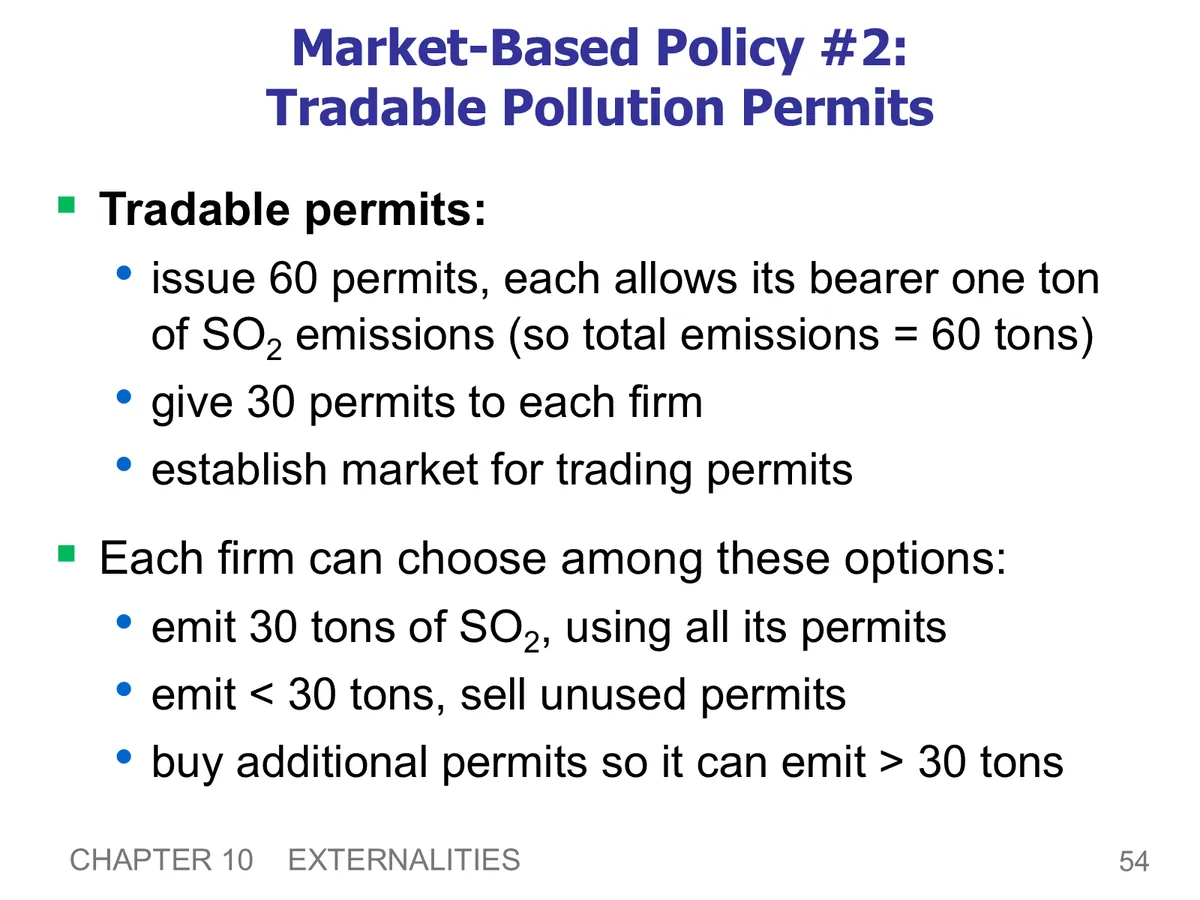 Market-Based Policy #2:
Tradable Pollution Permits
Tradable permits:
issue 60 permits, each allows its bearer one ton
of SO₂ emissions (so total emissions = 60 tons)
give 30 permits to each firm
establish market for trading permits
Each firm can choose among these options:
emit 30 tons of SO₂, using all its permits
emit < 30 tons, sell unused permits
buy additional permits so it can emit > 30 tons
CHAPTER 10 EXTERNALITIES
54